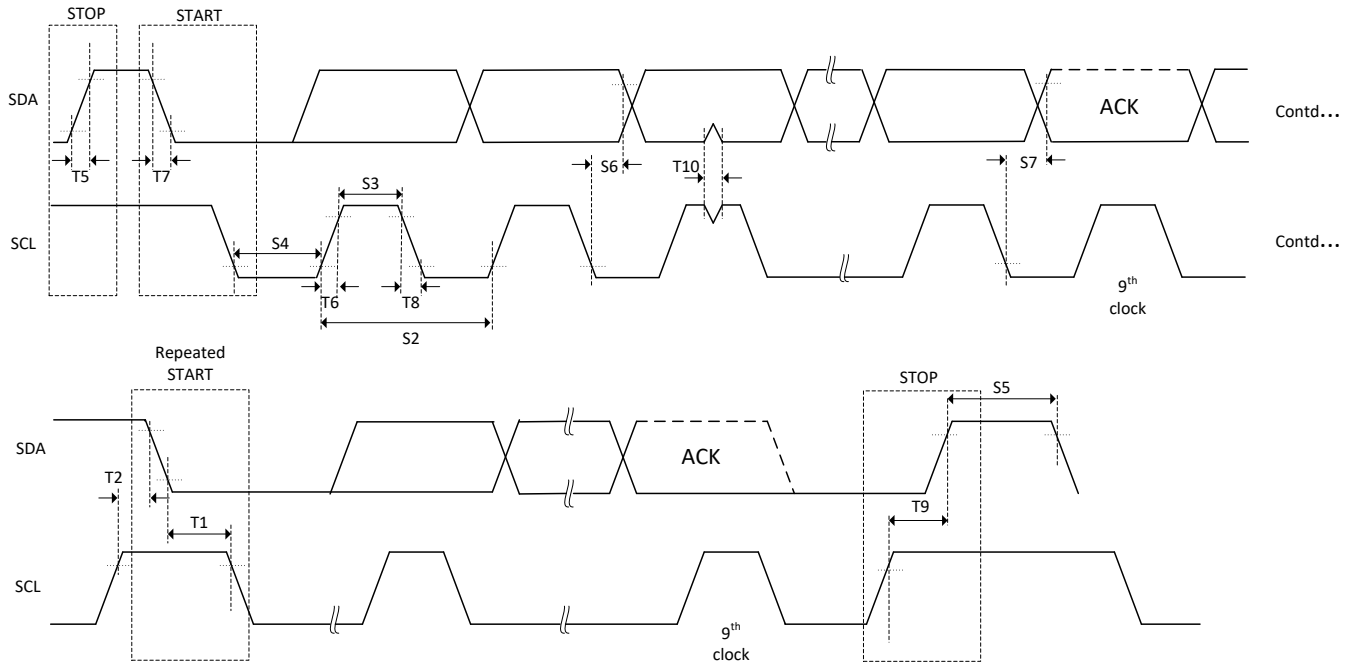 STOP
START
SDA
ACK
Contd...
T5
T7
S6
T10
S7
S3
SCL
S4
Contd...
T6
T8
9th
clock
S2
Repeated
START
STOP
S5
SDA
ACK
T2
T9
T1
SCL
9th
clock